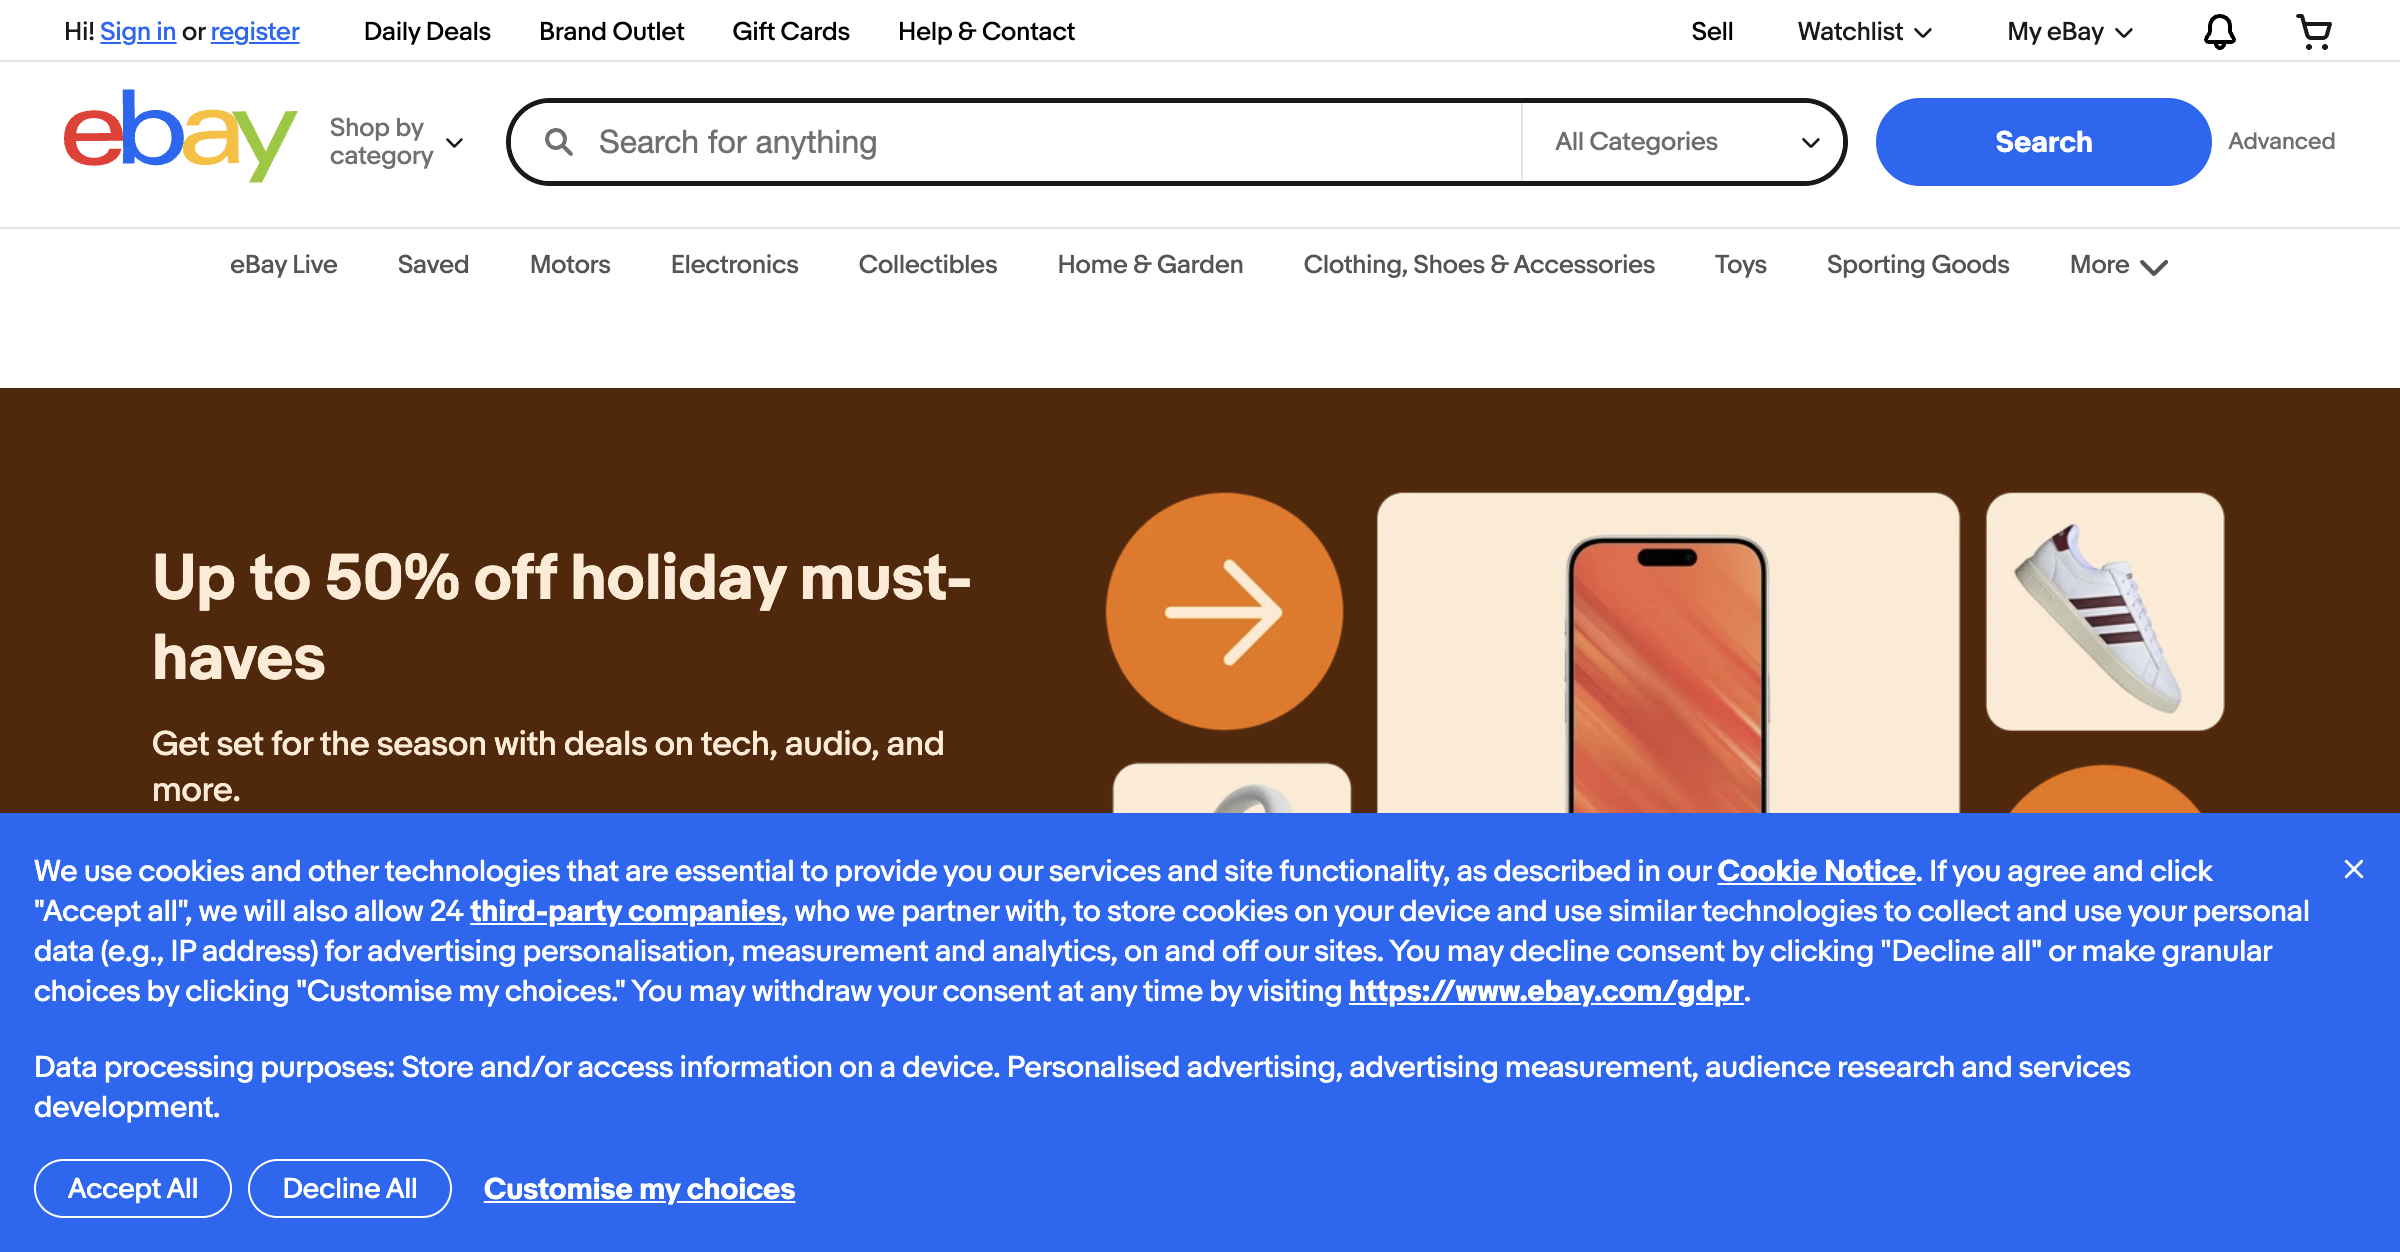 Hi! Sign in or register
Daily Deals
Brand Outlet
Gift Cards
Help & Contact
Sell
Watchlist
My eBay
ebay
Shop by
category
Search for anything
All Categories
Search
Advanced
eBay Live
Saved
Motors
Electronics
Collectibles
Home & Garden
Clothing, Shoes & Accessories
Toys
Sporting Goods
More
Up to 50% off holiday must-
haves
Get set for the season with deals on tech, audio, and
more.
We use cookies and other technologies that are essential to provide you our services and site functionality, as described in our Cookie Notice. If you agree and click
"Accept all", we will also allow 24 third-party companies, who we partner with, to store cookies on your device and use similar technologies to collect and use your personal
data (e.g., IP address) for advertising personalisation, measurement and analytics, on and off our sites. You may decline consent by clicking "Decline all" or make granular
choices by clicking "Customise my choices." You may withdraw your consent at any time by visiting https://www.ebay.com/gdpr.
Data processing purposes: Store and/or access information on a device. Personalised advertising, advertising measurement, audience research and services
development.
Accept All
Decline All
Customise my choices